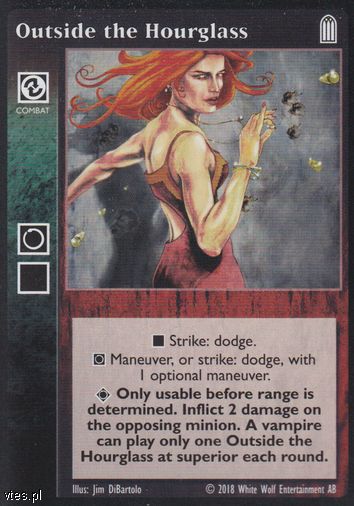 Outside the Hourglass
COMBAT
Strike: dodge.
Maneuver, or strike: dodge, with
1 optional maneuver.
Only usable before range is
determined. Inflict 2 damage on
the opposing minion. A vampire
can play only one Outside the
Hourglass at superior each round.
Illus: Jim DiBartolo
© 2018 White Wolf Entertainment AB
vtes.pl